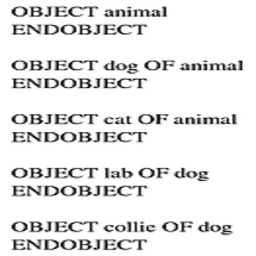 OBJECT animal
ENDOBJECT
OBJECT dog OF animal
ENDOBJECT
OBJECT cat OF animal
ENDOBJECT
OBJECT lab OF dog
ENDOBJECT
OBJECT collie OF dog
ENDOBJECT